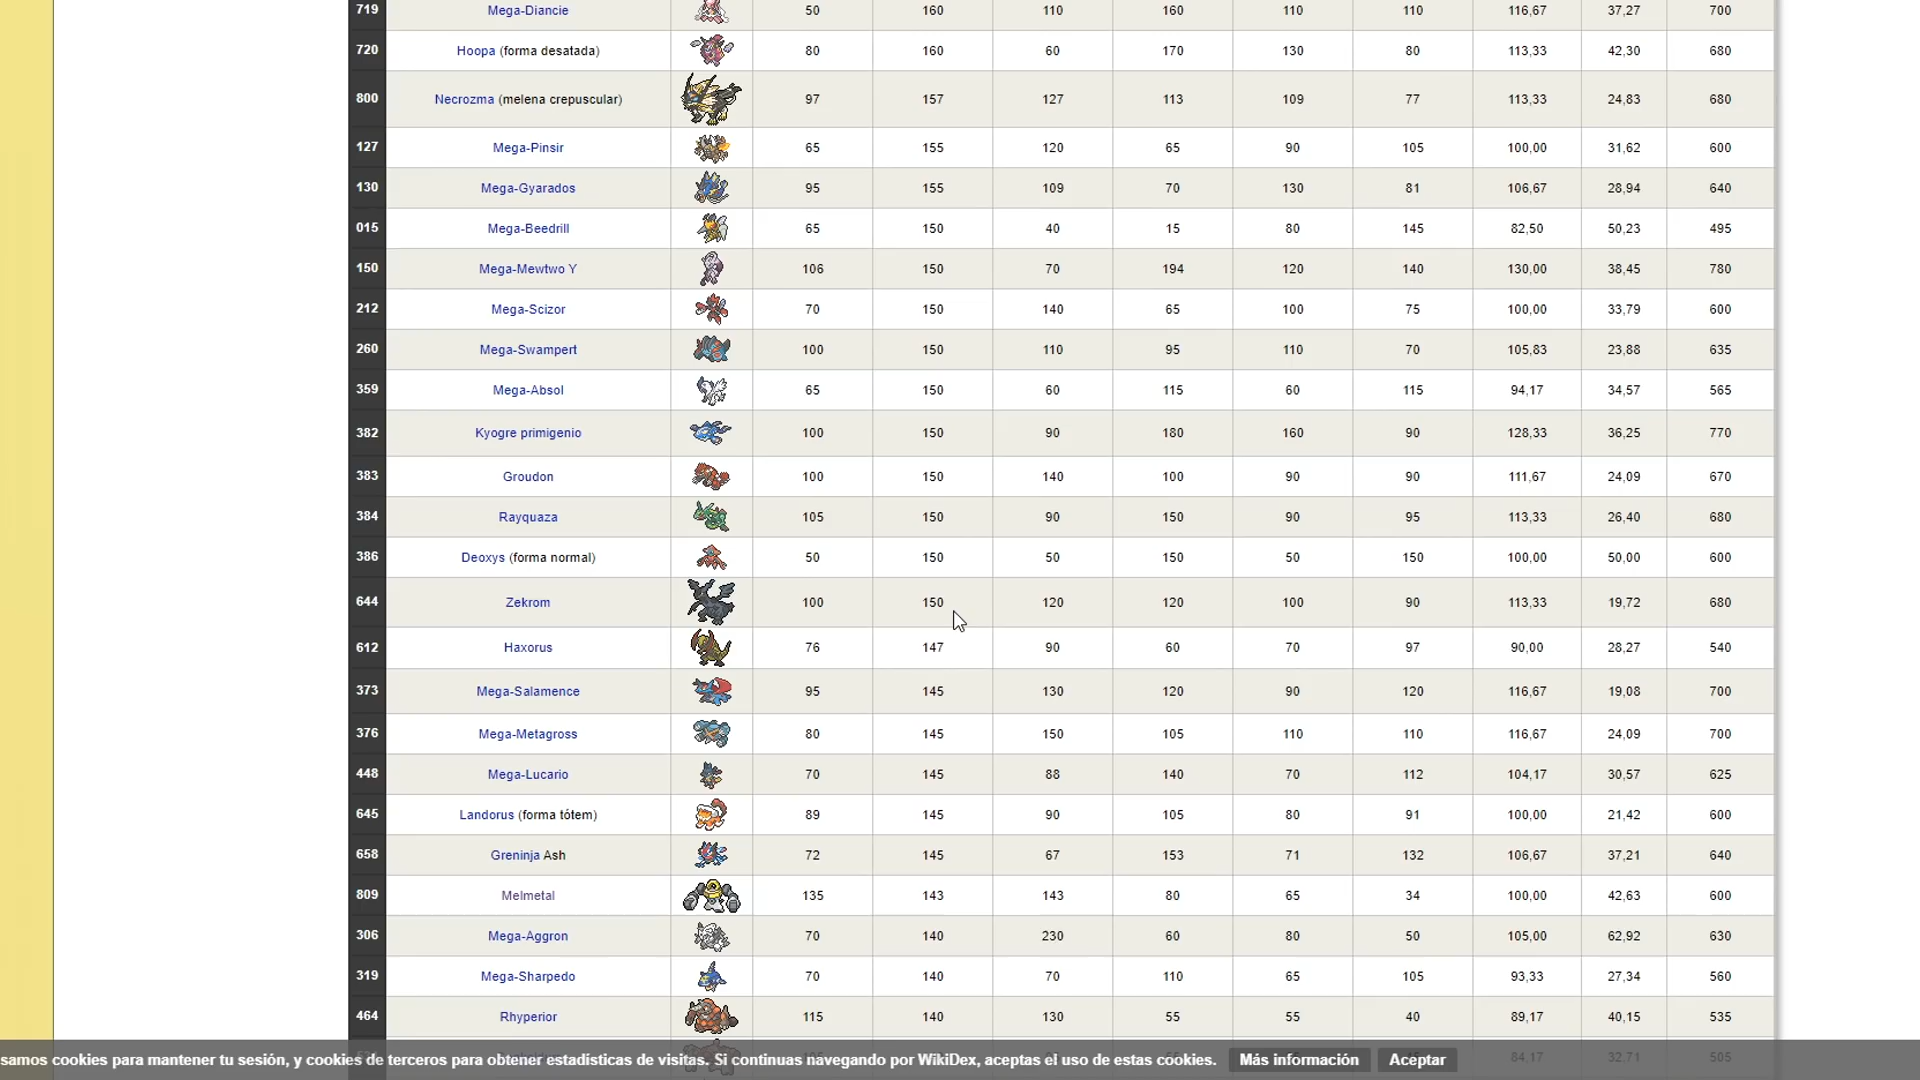 719 Mega-Diancie 50 160 110 160 110 110 116,67 37,27 700
720 Hoopa (forma desatada) 80 160 60 170 130 80 113,33 42,30 680
800 Necrozma (melena crepuscular) 97 157 127 113 109 77 113,33 24,83 680
127 Mega-Pinsir 65 155 120 65 90 105 100,00 31,62 600
130 Mega-Gyarados 95 155 109 70 130 81 106,67 28,94 640
015 Mega-Beedrill 65 150 40 15 80 145 82,50 50,23 495
150 Mega-Mewtwo Y 106 150 70 194 120 140 130,00 38,45 780
212 Mega-Scizor 70 150 140 65 100 75 100,00 33,79 600
260 Mega-Swampert 100 150 110 95 110 70 105,83 23,88 635
359 Mega-Absol 65 150 60 115 60 115 94,17 34,57 565
382 Kyogre primigenio 100 150 90 180 160 90 128,33 36,25 770
383 Groudon 100 150 140 100 90 90 111,67 24,09 670
384 Rayquaza 105 150 90 150 90 95 113,33 26,40 680
386 Deoxys (forma normal) 50 150 50 150 50 150 100,00 50,00 600
644 Zekrom 100 150 120 120 100 90 113,33 19,72 680
612 Haxorus 76 147 90 60 70 97 90,00 28,27 540
373 Mega-Salamence 95 145 130 120 90 120 116,67 19,08 700
376 Mega-Metagross 80 145 150 105 110 110 116,67 24,09 700
448 Mega-Lucario 70 145 88 140 70 112 104,17 30,57 625
645 Landorus (forma tótem) 89 145 90 105 80 91 100,00 21,42 600
658 Greninja Ash 72 145 67 153 71 132 106,67 37,21 640
809 Melmetal 135 143 143 80 65 34 100,00 42,63 600
306 Mega-Aggron 70 140 230 60 80 50 105,00 62,92 630
319 Mega-Sharpedo 70 140 70 110 65 105 93,33 27,34 560
464 Rhyperior 115 140 130 55 55 40 89,17 40,15 535
samos cookies para mantener tu sesión, y cookies de terceros para obtener estadísticas de visitas. Si continuas navegando por WikiDex, aceptas el uso de estas cookies. Más información Aceptar 84,17 32,71 505